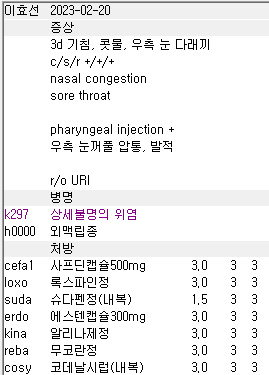 이효선 2023-02-20
증상
3d 기침, 콧물, 우측 눈 다래끼
c/s/r +/+/+
nasal congestion
sore throat
pharyngeal injection +
우측 눈꺼풀 압통, 발적
r/o URI
병명
k297 상세불명의 위염
h0000 외맥립종
처방
cefa1 사프딘캡슐500mg 3.0 3 3
loxo 록스파인정 3.0 3 3
suda 슈다펜정(내복) 1.5 3 3
erdo 에스텐캡슐300mg 3.0 3 3
kina 알리나제정 3.0 3 3
reba 무코란정 3.0 3 3
cosy 코데날시럽(내복) 3.0 3 3